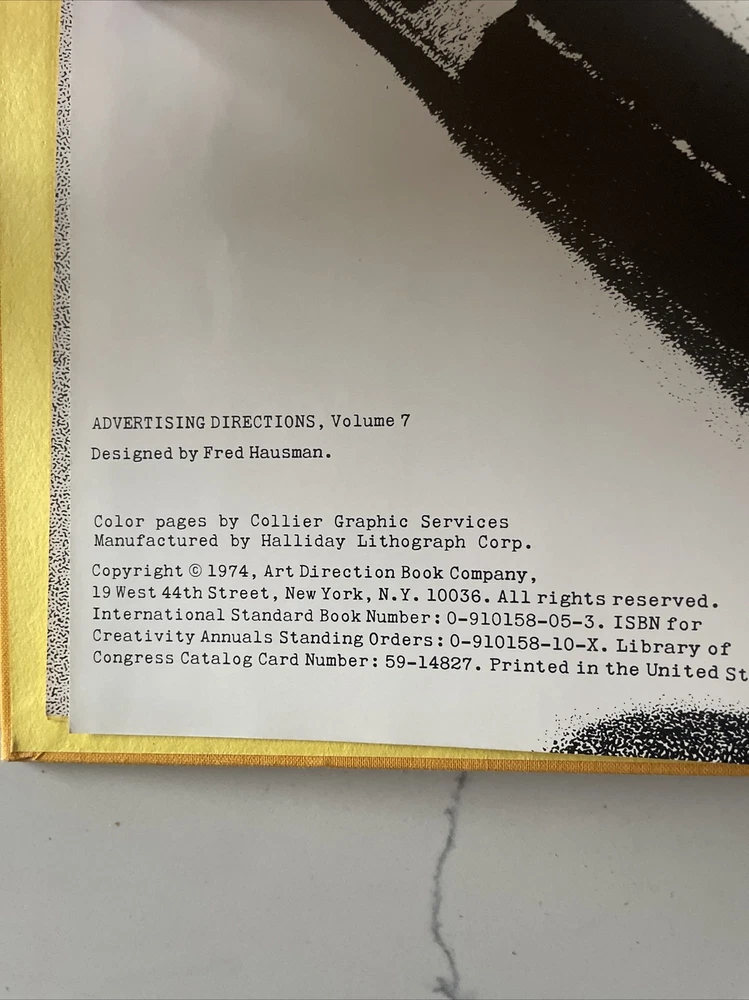 ADVERTISING DIRECTIONS, Volume 7
Designed by Fred Hausman.
Color pages by Collier Graphic Services
Manufactured by Halliday Lithograph Corp.
Copyright © 1974, Art Direction Book Company,
19 West 44th Street, New York, N.Y. 10036. All rights reserved.
International Standard Book Number: 0-910158-05-3. ISBN for
Creativity Annuals Standing Orders: 0-910158-10-X. Library of
Congress Catalog Card Number: 59-14827. Printed in the United St